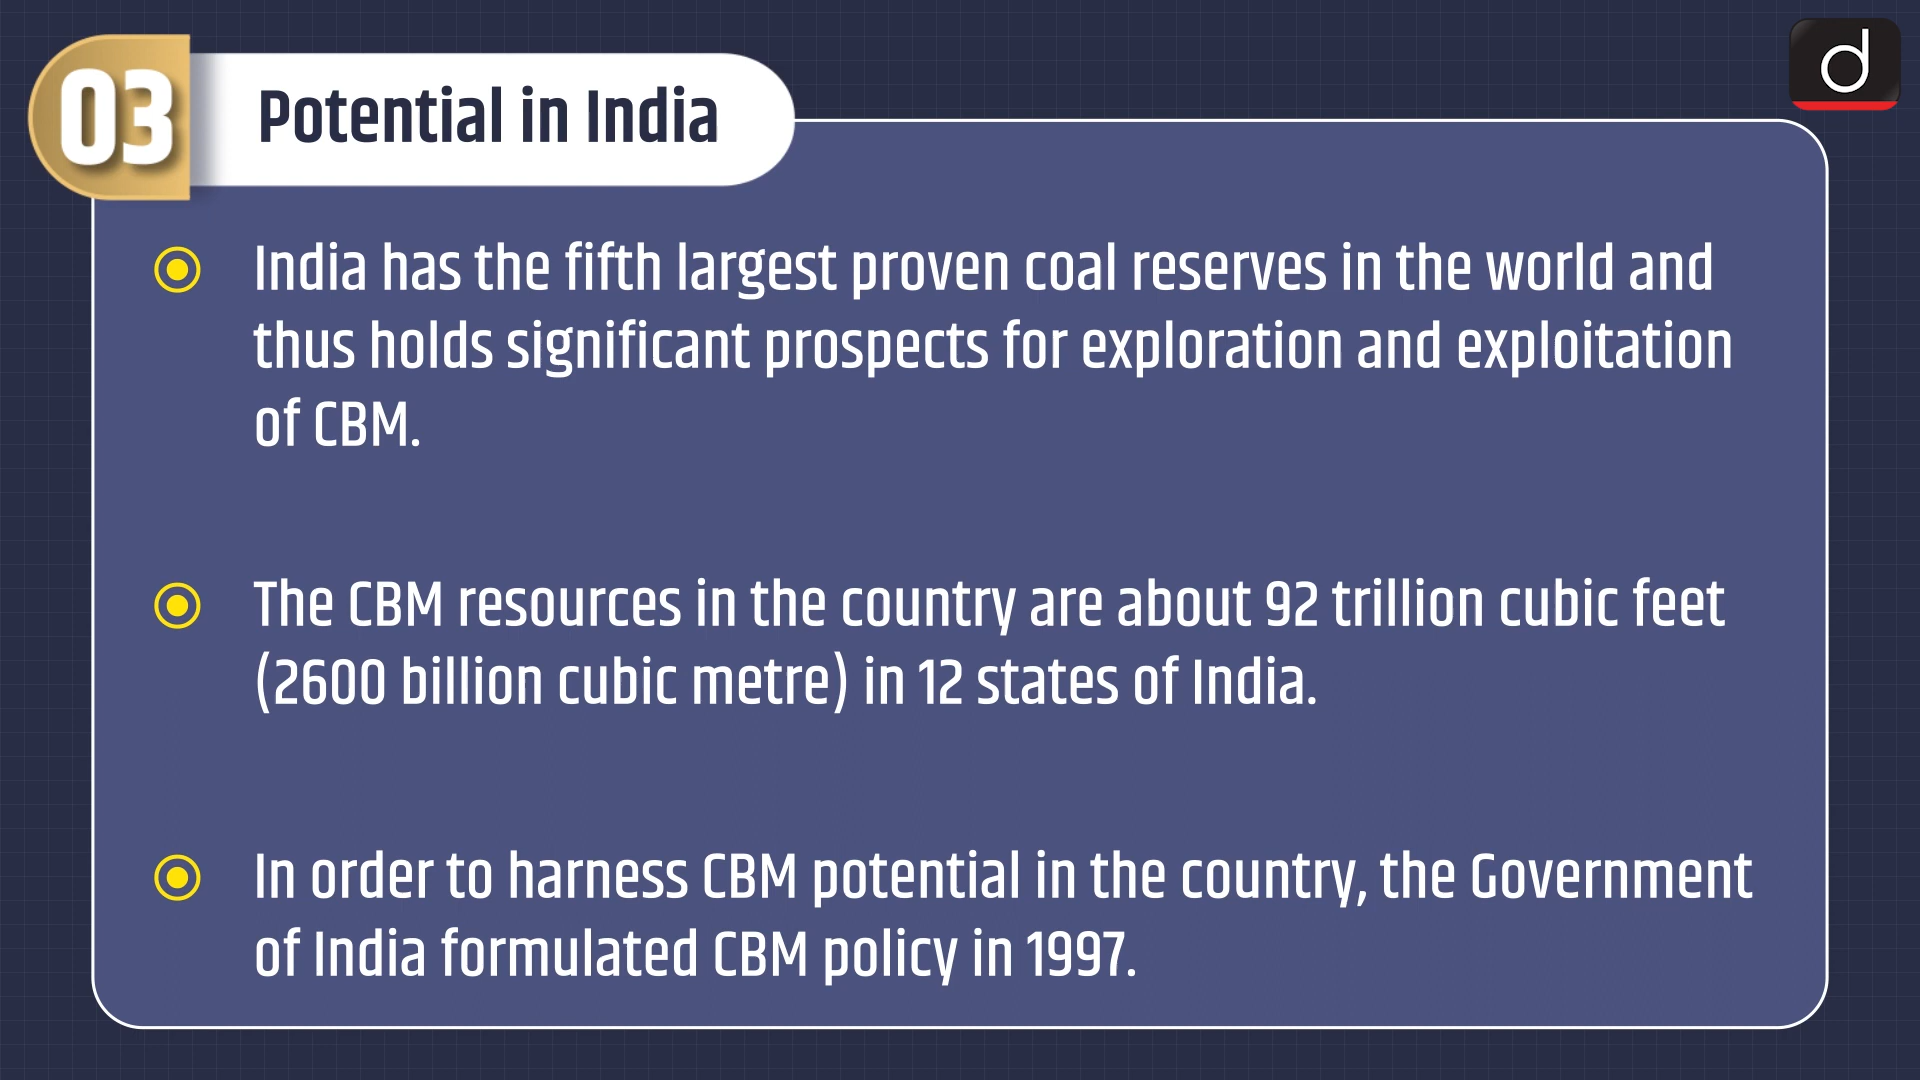 03
Potential in India
d
India has the fifth largest proven coal reserves in the world and
thus holds significant prospects for exploration and exploitation
of CBM.
The CBM resources in the country are about 92 trillion cubic feet
(2600 billion cubic metre) in 12 states of India.
In order to harness CBM potential in the country, the Government
of India formulated CBM policy in 1997.